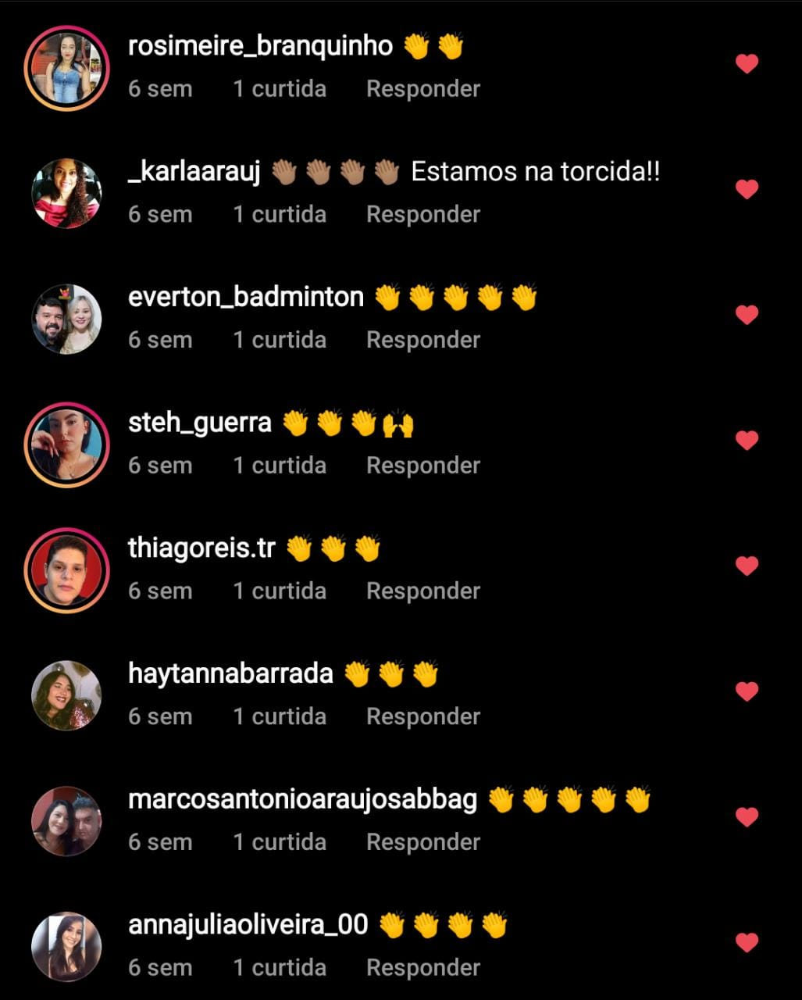 rosimeire_branquinho 👏👏
6 sem 1 curtida Responder
_karlaarauj 👏🏽👏🏽👏🏽👏🏽 Estamos na torcida!!
6 sem 1 curtida Responder
everton_badminton 👏👏👏👏👏
6 sem 1 curtida Responder
steh_guerra 👏👏👏🙌
6 sem 1 curtida Responder
thiagoreis.tr 👏👏👏
6 sem 1 curtida Responder
haytannabarrada 👏👏👏
6 sem 1 curtida Responder
marcosantonioaraujosabbag 👏👏👏👏👏
6 sem 1 curtida Responder
annajuliaoliveira_00 👏👏👏👏
6 sem 1 curtida Responder